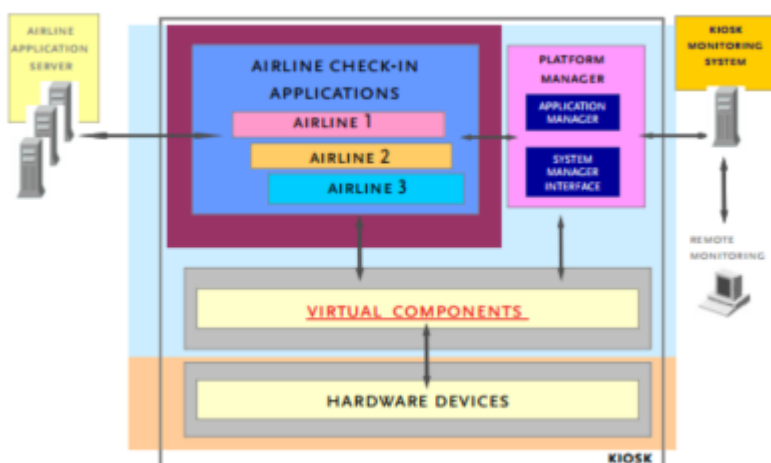 AIRLINE
APPLICATION
SERVER
AIRLINE CHECK-IN
APPLICATIONS
AIRLINE 1
AIRLINE 2
AIRLINE 3
PLATFORM
MANAGER
APPLICATION
MANAGER
SYSTEM
MANAGER
INTERFACE
KIOSK
MONITORING
SYSTEM
REMOTE
MONITORING
VIRTUAL COMPONENTS
HARDWARE DEVICES
KIOSK